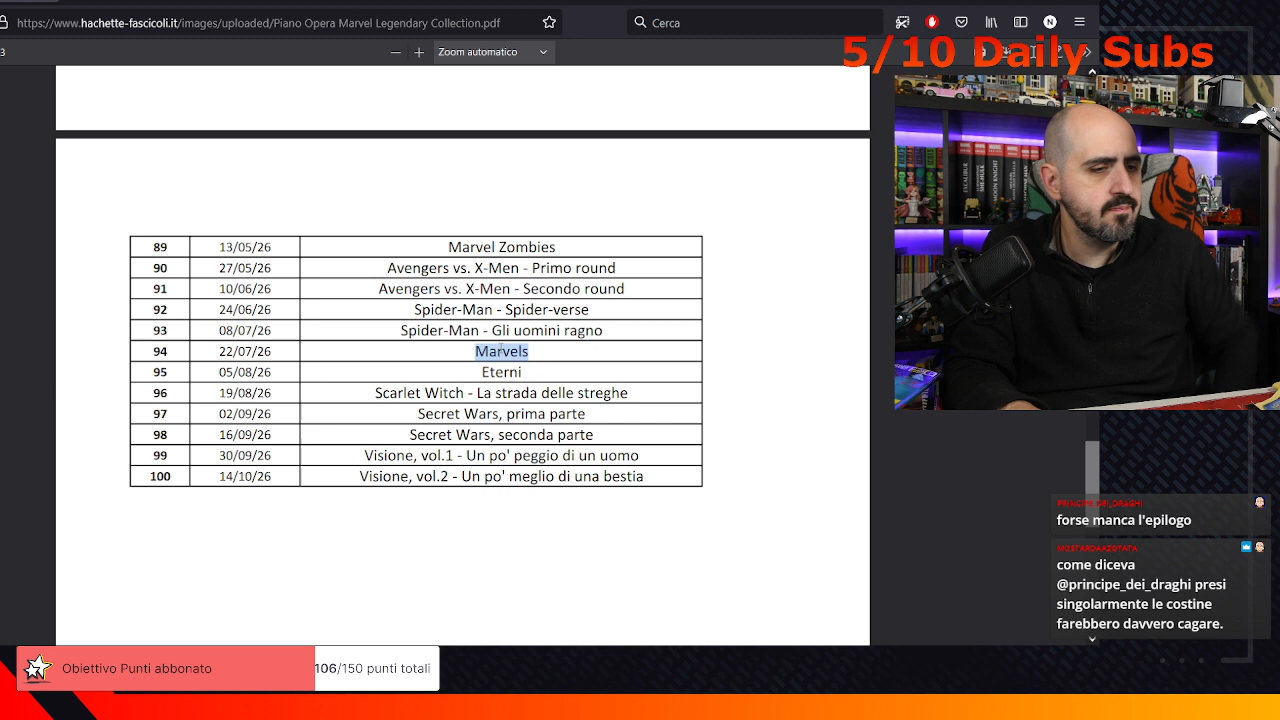 https://www.hachette-fascicoli.it/images/uploaded/Piano Opera Marvel Legendary Collection.pdf
Cerca
3
Zoom automatico
5/10 Daily Subs
89 13/05/26 Marvel Zombies
90 27/05/26 Avengers vs. X-Men - Primo round
91 10/06/26 Avengers vs. X-Men - Secondo round
92 24/06/26 Spider-Man - Spider-verse
93 08/07/26 Spider-Man - Gli uomini ragno
94 22/07/26 Marvels
95 05/08/26 Eterni
96 19/08/26 Scarlet Witch - La strada delle streghe
97 02/09/26 Secret Wars, prima parte
98 16/09/26 Secret Wars, seconda parte
99 30/09/26 Visione, vol.1 - Un po' peggio di un uomo
100 14/10/26 Visione, vol.2 - Un po' meglio di una bestia
EXCALIBUR
SHE-HULK
MOON KNIGHT
PRINCIPE_DEI_DRAGHI
forse manca l'epilogo
come diceva
@principe_dei_draghi presi
singolarmente le costine
farebbero davvero cagare.
Obiettivo Punti abbonato
106/150 punti totali